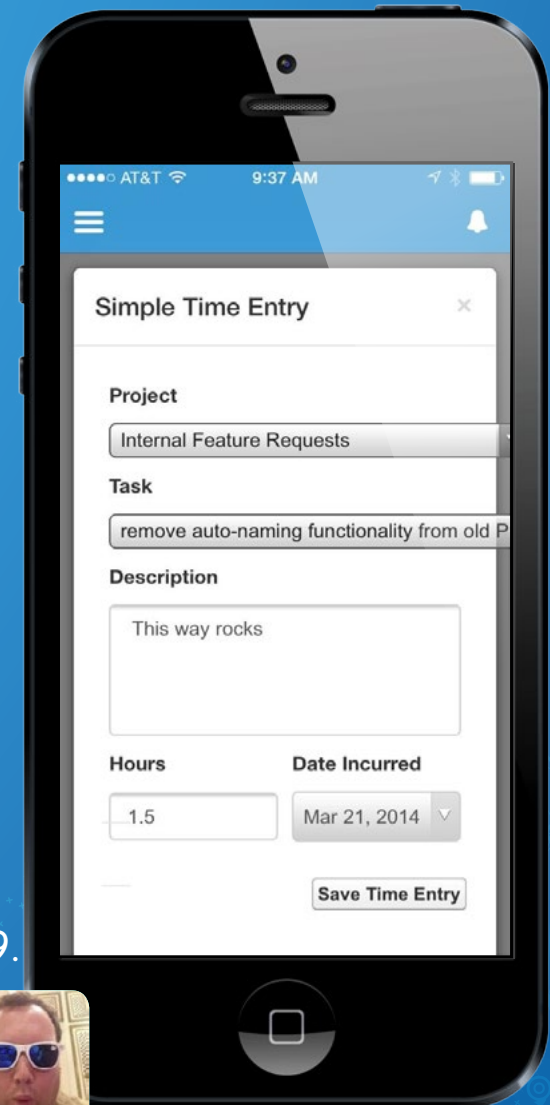 AT&T 9:37 AM
Simple Time Entry ×
Project
Internal Feature Requests
Task
remove auto-naming functionality from old P
Description
This way rocks
Hours Date Incurred
1.5 Mar 21, 2014
Save Time Entry
9.